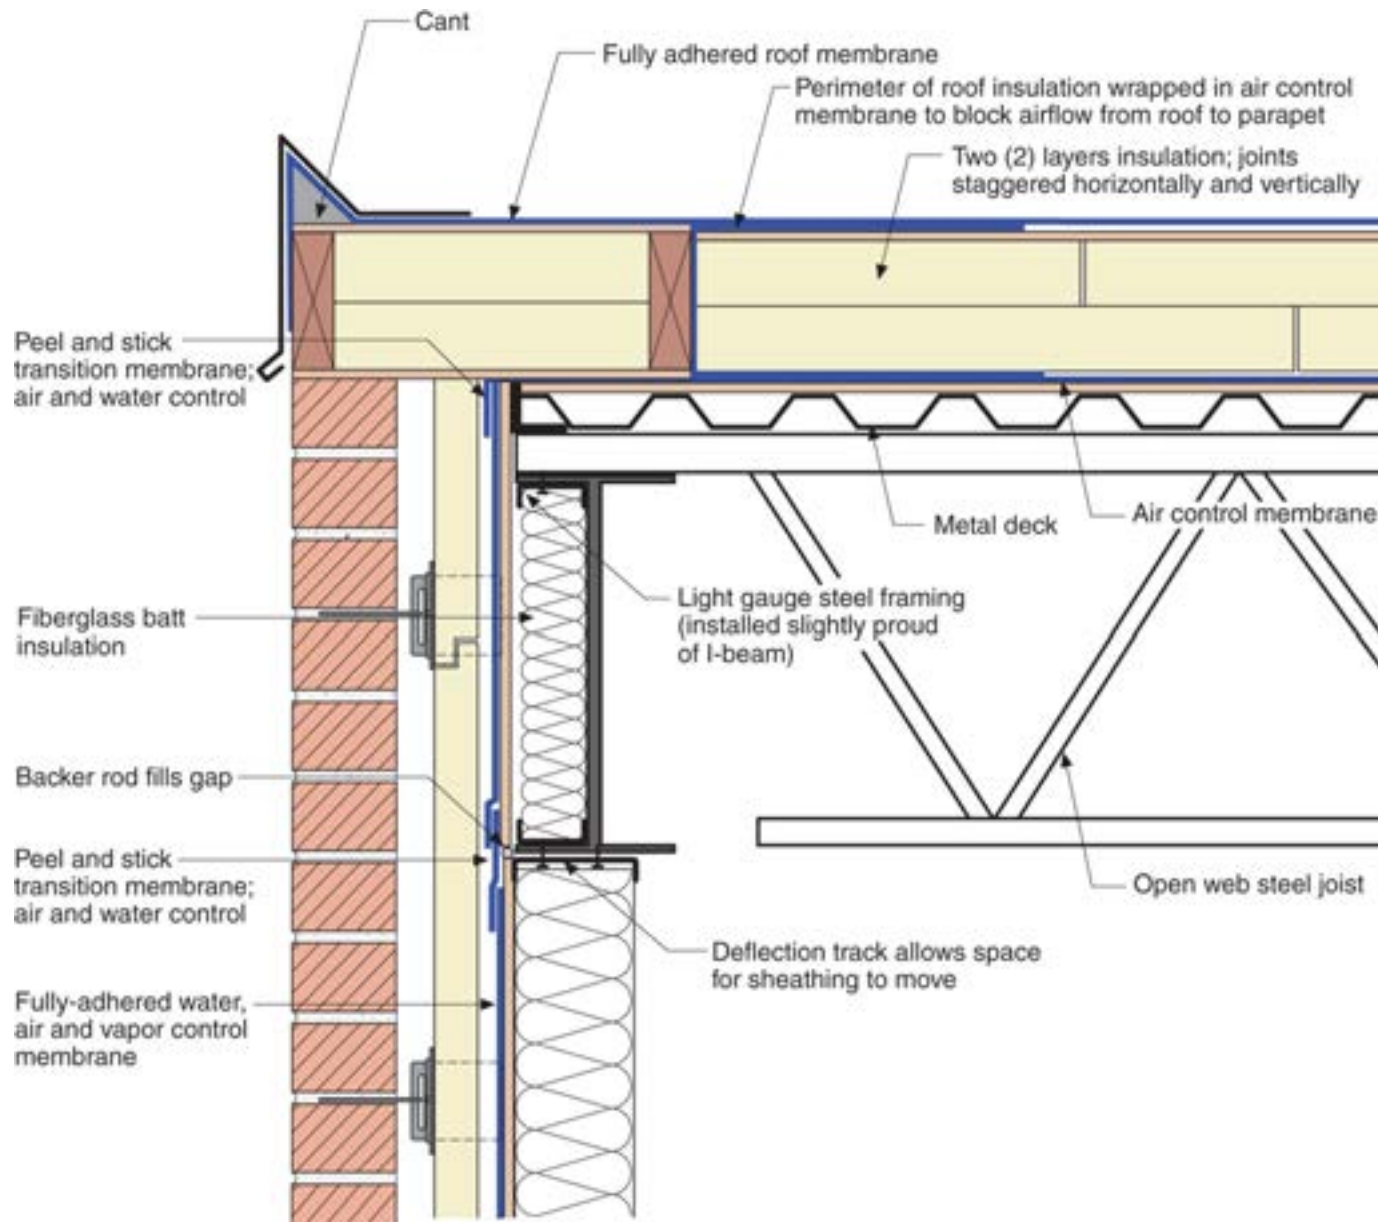 Cant
Fully adhered roof membrane
Perimeter of roof insulation wrapped in air control
membrane to block airflow from roof to parapet
Two (2) layers insulation; joints
staggered horizontally and vertically
Peel and stick
transition membrane;
air and water control
Metal deck
Air control membrane
Light gauge steel framing
(installed slightly proud
of I-beam)
Fiberglass batt
insulation
Backer rod fills gap
Peel and stick
transition membrane;
air and water control
Open web steel joist
Deflection track allows space
for sheathing to move
Fully-adhered water,
air and vapor control
membrane